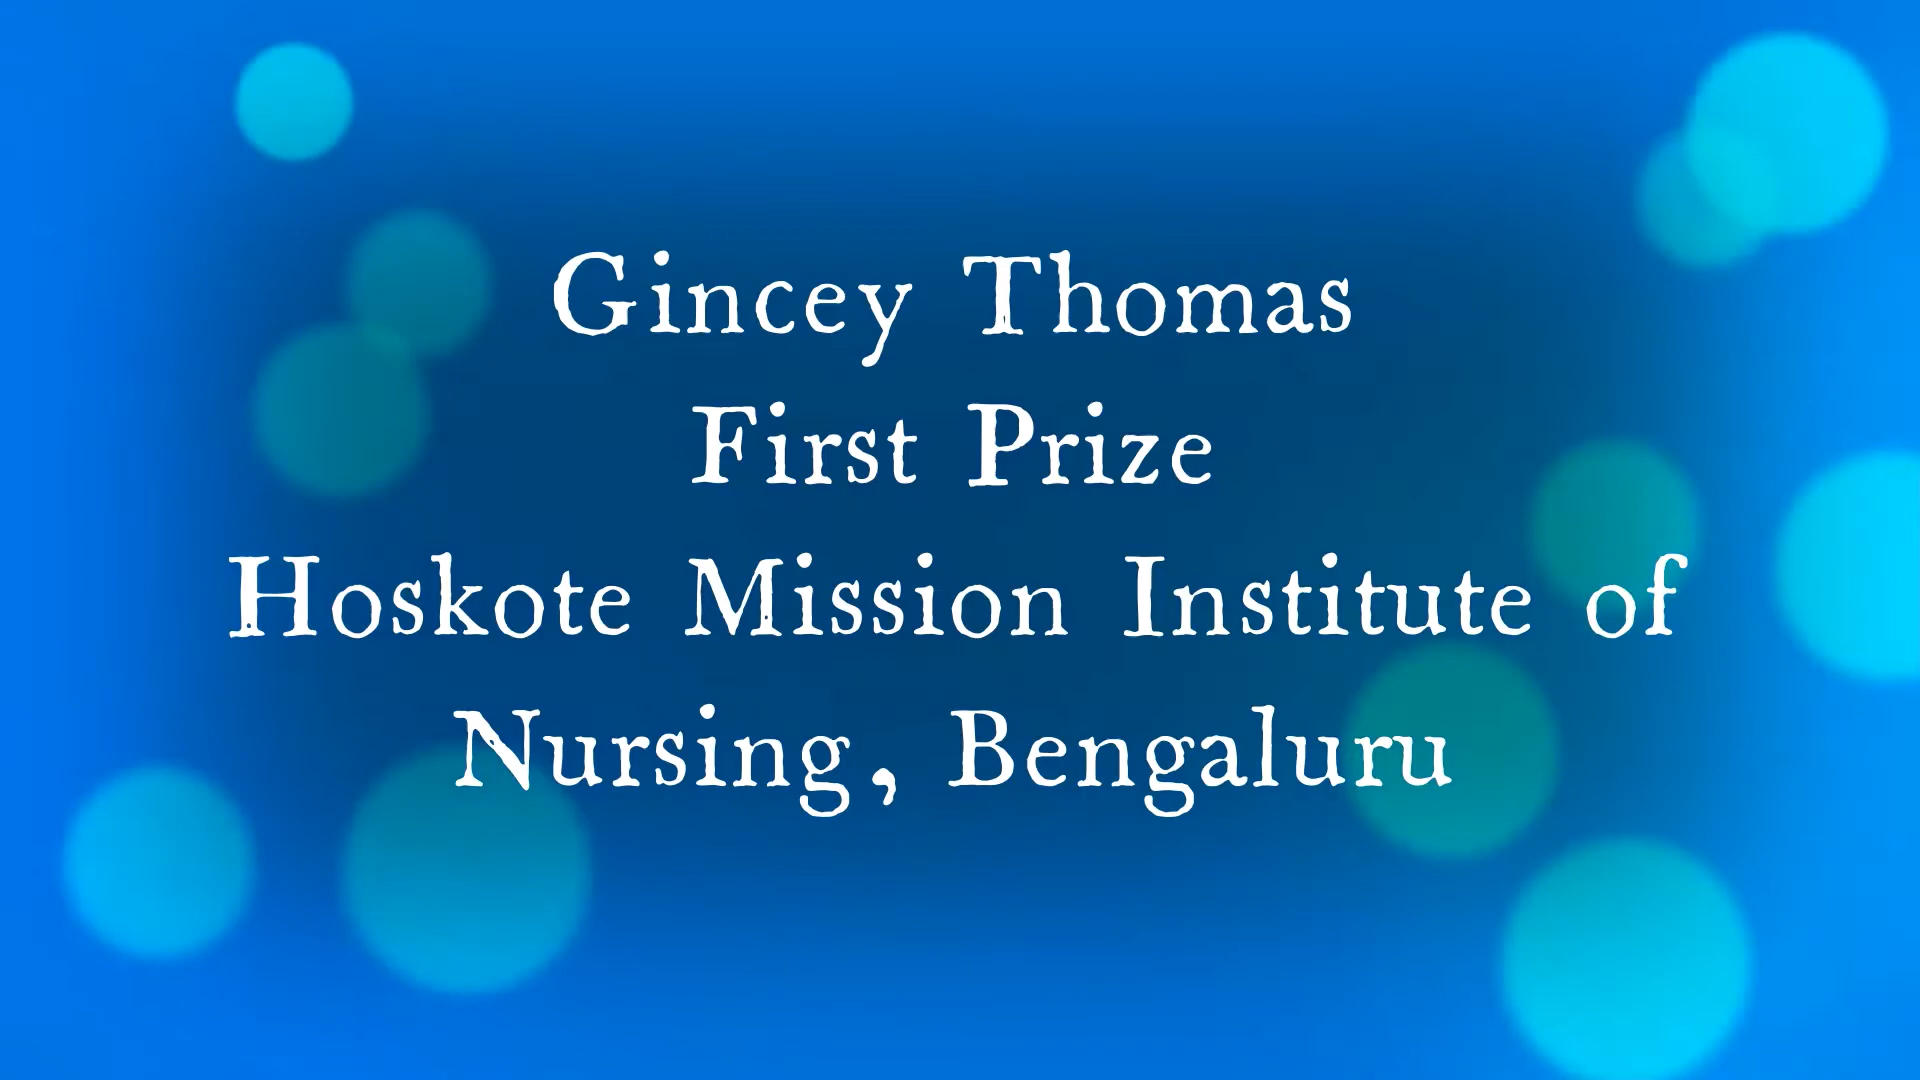 Gincey Thomas
First Prize
Hoskote Mission Institute of
Nursing, Bengaluru